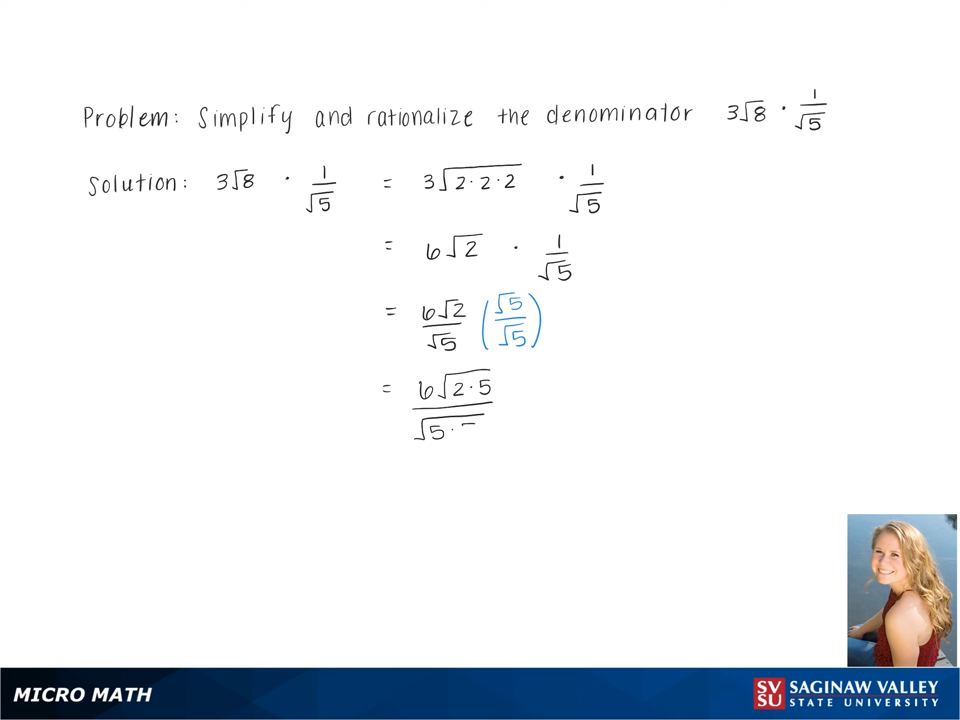 Problem: Simplify and rationalize the denominator 3√8 · 1/√5
Solution: 3√8 · 1/√5 = 3√2·2·2 · 1/√5
= 6√2 · 1/√5
= 6√2/√5 (√5/√5)
= 6√2·5/√5·
MICRO MATH
SVSU SAGINAW VALLEY
STATE UNIVERSITY